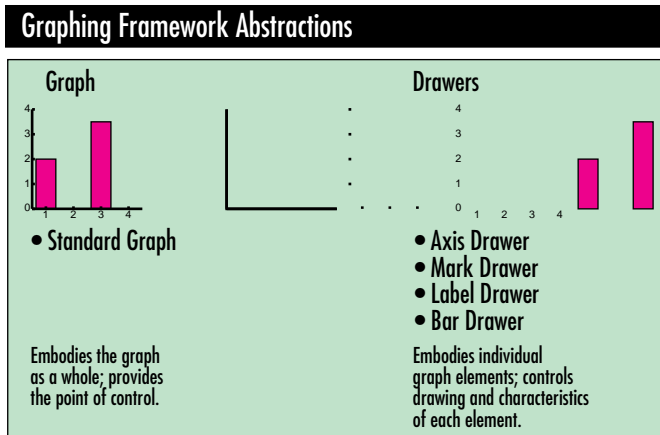 Graphing Framework Abstractions
Graph
4
3
2
1
0
1 2 3 4
• Standard Graph
Embodies the graph
as a whole; provides
the point of control.
Drawers
4
3
2
1
0
1 2 3 4
• Axis Drawer
• Mark Drawer
• Label Drawer
• Bar Drawer
Embodies individual
graph elements; controls
drawing and characteristics
of each element.